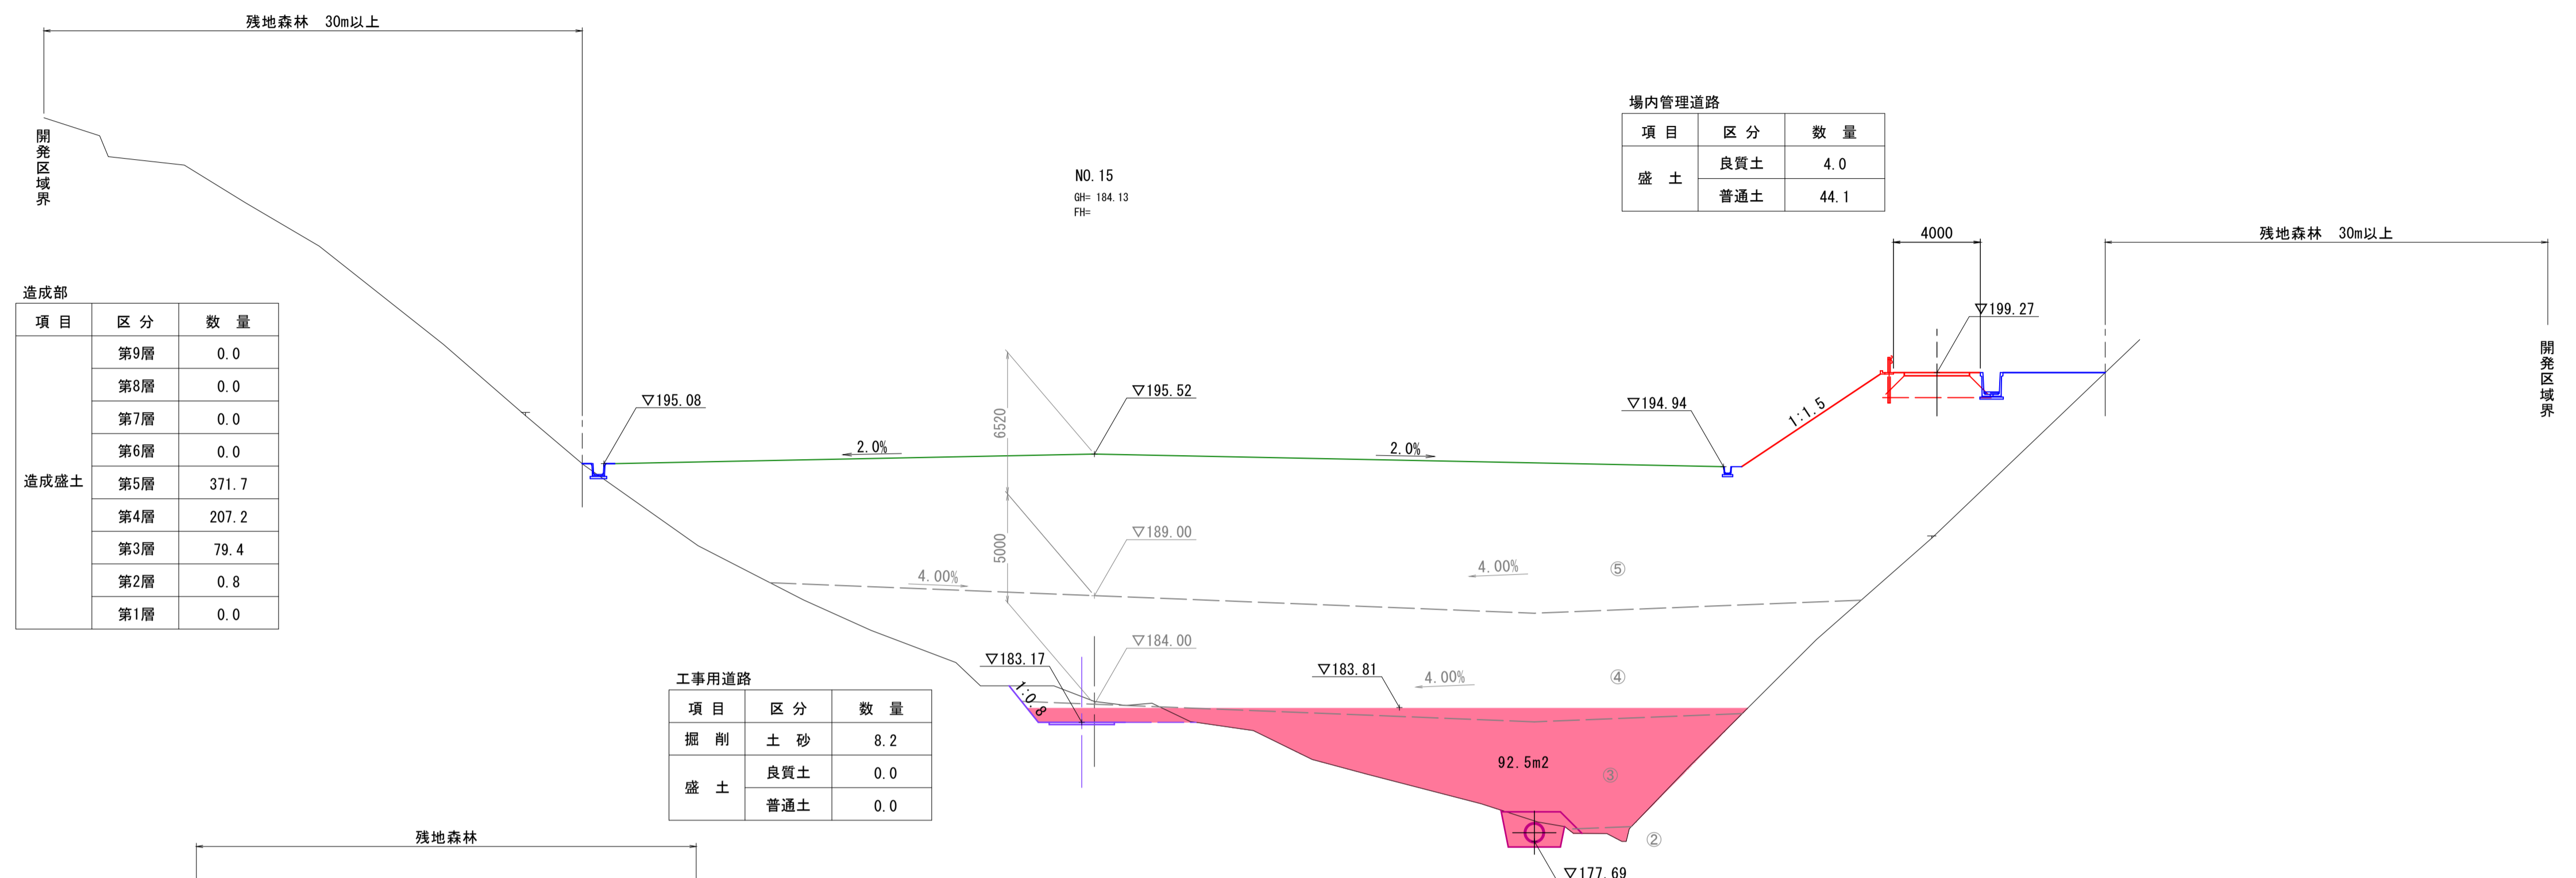 残地森林　30m以上
開発区域界
NO.15
GH= 184.13
FH=
場内管理道路
項 目 区 分 数　量
盛　土 良質土 4.0
普通土 44.1
4000
残地森林　30m以上
開発区域界
▽199.27
造成部
項 目 区 分 数　量
造成盛土 第9層 0.0
第8層 0.0
第7層 0.0
第6層 0.0
第5層 371.7
第4層 207.2
第3層 79.4
第2層 0.8
第1層 0.0
▽195.08
2.0%
6520
▽195.52
2.0%
▽194.94
1:1.5
5000
▽189.00
4.00%
4.00%
⑤
▽184.00
▽183.17
1:0.8
▽183.81
4.00%
④
工事用道路
項 目 区 分 数　量
掘　削 土　砂 8.2
盛　土 良質土 0.0
普通土 0.0
92.5m2
③
②
▽177.69
残地森林